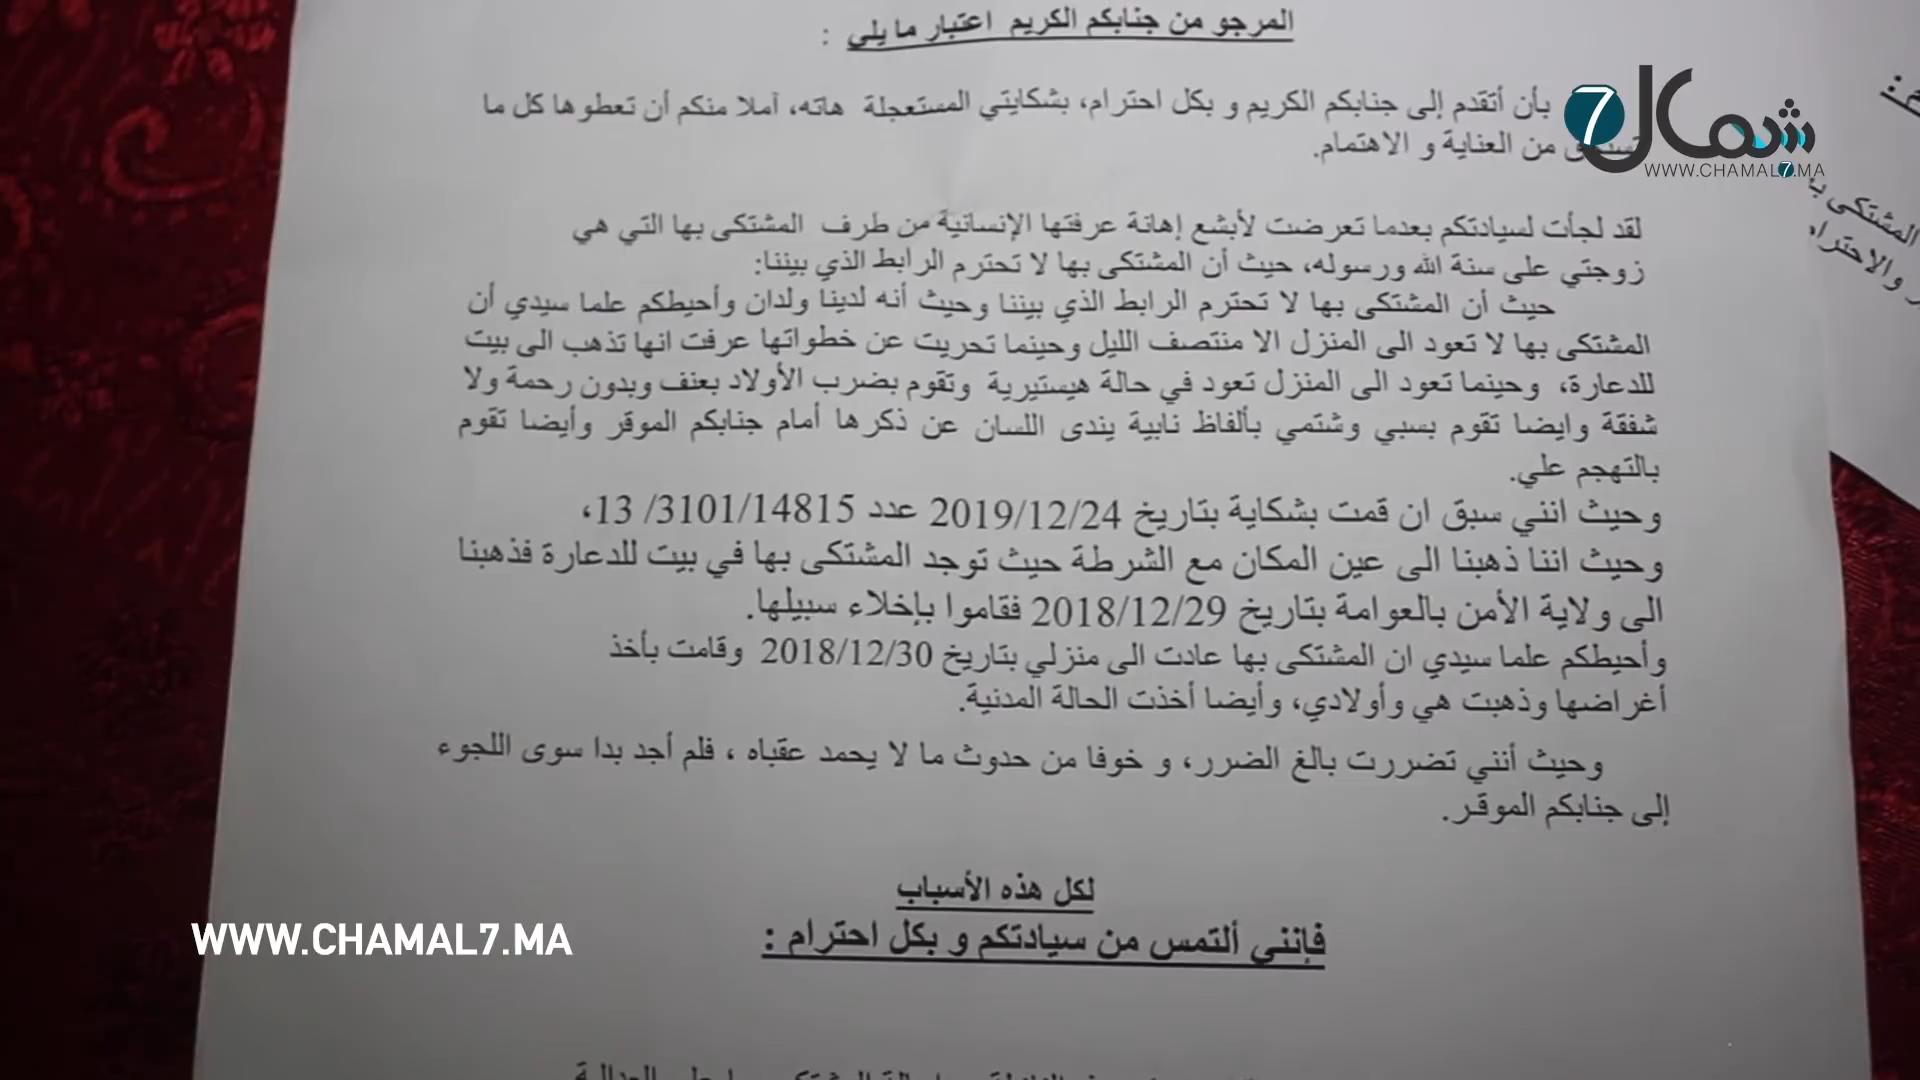 المرجو من جنابكم الكريم اعتبار ما يلي :
شمال 7
WWW.CHAMAL7.MA
بأن أتقدم إلى جنابكم الكريم و بكل احترام، بشكايتي المستعجلة هاته، آملا منكم أن تعطوها كل ما
من العناية و الاهتمام.
لقد لجأت لسيادتكم بعدما تعرضت لأبشع إهانة عرفتها الإنسانية من طرف المشتكى بها التي هي
زوجتي على سنة الله ورسوله، حيث أن المشتكى بها لا تحترم الرابط الذي بيننا:
حيث أن المشتكى بها لا تحترم الرابط الذي بيننا وحيث أنه لدينا ولدان وأحيطكم علما سيدي أن
المشتكى بها لا تعود الى المنزل الا منتصف الليل وحينما تحريت عن خطواتها عرفت انها تذهب الى بيت
للدعارة، وحينما تعود الى المنزل تعود في حالة هيستيرية وتقوم بضرب الأولاد بعنف وبدون رحمة ولا
شفقة وايضا تقوم بسبي وشتمي بألفاظ نابية يندى اللسان عن ذكرها أمام جنابكم الموقر وأيضا تقوم
بالتهجم علي.
وحيث انني سبق ان قمت بشكاية بتاريخ 2019/12/24 عدد 3101/14815/ 13،
وحيث اننا ذهبنا الى عين المكان مع الشرطة حيث توجد المشتكى بها في بيت للدعارة فذهبنا
الى ولاية الأمن بالعوامة بتاريخ 2018/12/29 فقاموا بإخلاء سبيلها.
وأحيطكم علما سيدي ان المشتكى بها عادت الى منزلي بتاريخ 2018/12/30 وقامت بأخذ
أغراضها وذهبت هي وأولادي، وأيضا أخذت الحالة المدنية.
وحيث أنني تضررت بالغ الضرر، و خوفا من حدوث ما لا يحمد عقباه ، فلم أجد بدا سوى اللجوء
إلى جنابكم الموقر.
لكل هذه الأسباب
فإنني ألتمس من سيادتكم و بكل احترام :
WWW.CHAMAL7.MA
المشتكى
والاحترام